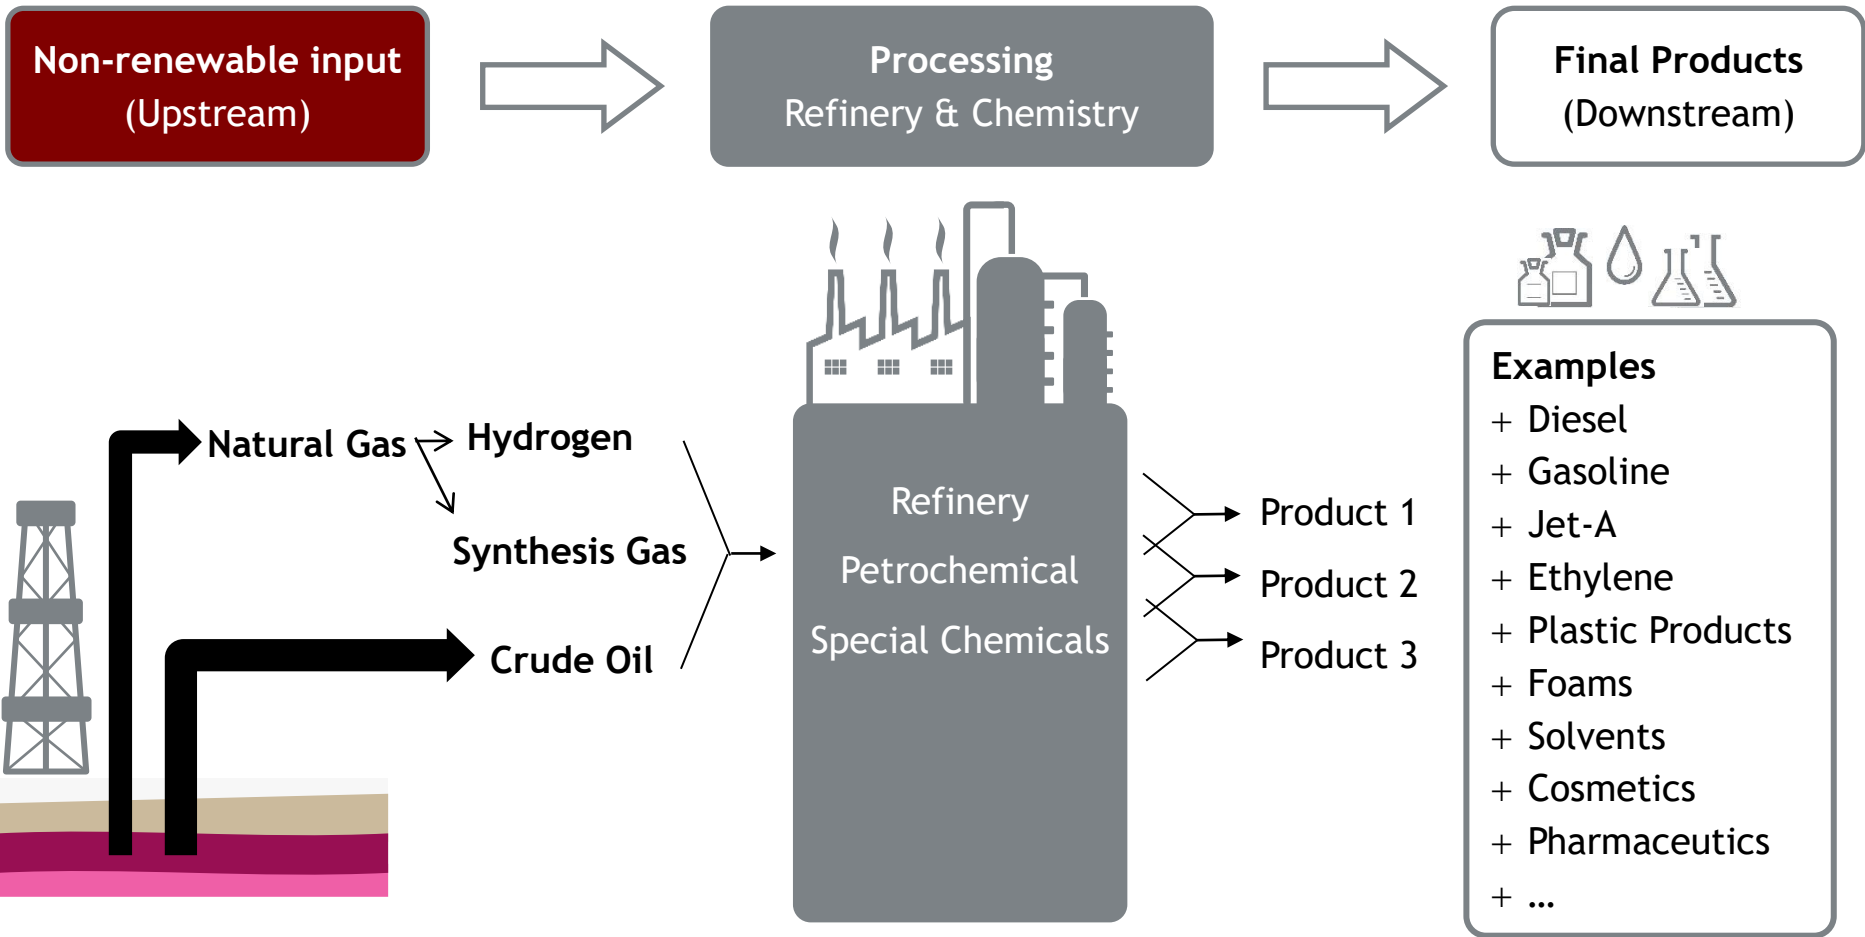 Non-renewable input
(Upstream)
Processing
Refinery & Chemistry
Final Products
(Downstream)
Natural Gas
Hydrogen
Synthesis Gas
Crude Oil
Refinery
Petrochemical
Special Chemicals
Product 1
Product 2
Product 3
Examples
+ Diesel
+ Gasoline
+ Jet-A
+ Ethylene
+ Plastic Products
+ Foams
+ Solvents
+ Cosmetics
+ Pharmaceutics
+ ...